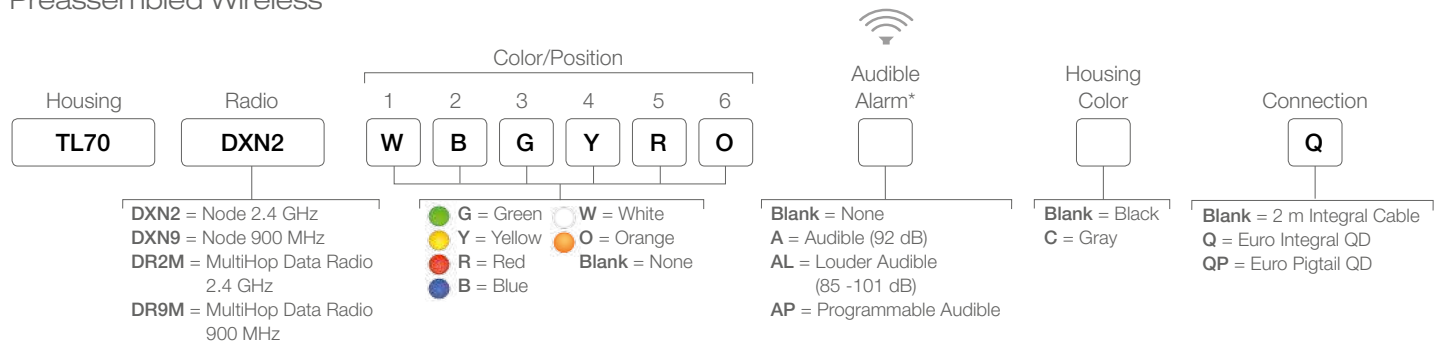 Preassembled Wireless
Color/Position
Audible
Alarm*
Housing
Color
Housing
Radio
1 2 3 4 5 6
Connection
TL70
DXN2
W B G Y R O
Q
DXN2 = Node 2.4 GHz
DXN9 = Node 900 MHz
DR2M = MultiHop Data Radio
2.4 GHz
DR9M = MultiHop Data Radio
900 MHz
G = Green
Y = Yellow
R = Red
B = Blue
W = White
O = Orange
Blank = None
Blank = None
A = Audible (92 dB)
AL = Louder Audible
(85 -101 dB)
AP = Programmable Audible
Blank = Black
C = Gray
Blank = 2 m Integral Cable
Q = Euro Integral QD
QP = Euro Pigtail QD